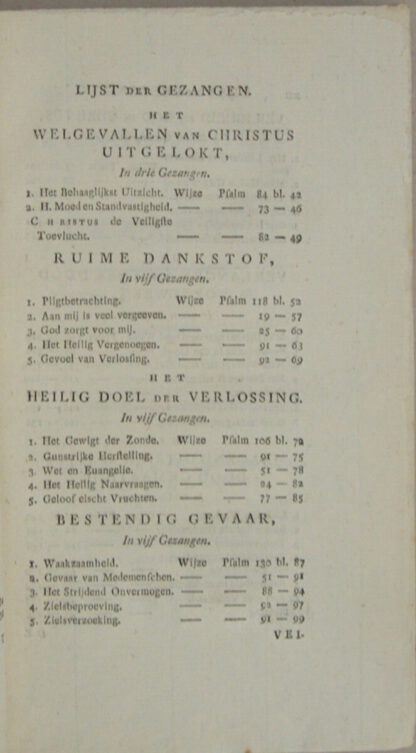 LIJST DER GEZANGEN.
HET
WELGEVALLEN VAN CHRISTUS
UITGELOKT,
In drie Gezangen.
1. Het Behaaglijkst Uitzicht. Wijze Psalm 84 bl. 42
2. H. Moed en Standvastigheid. — — 73 — 46
CHRISTUS de Veiligste
Toevlucht. — — 82 — 49
RUIME DANKSTOF,
In vijf Gezangen.
1. Pligtbetrachting. Wijze Psalm 118 bl. 52
2. Aan mij is veel vergeeven. — — 19 — 57
3. God zorgt voor mij. — — 25 — 60
4. Het Heilig Vergenoegen. — — 91 — 63
5. Gevoel van Verlossing. — — 92 — 69
HET
HEILIG DOEL DER VERLOSSING.
In vijf Gezangen.
1. Het Gewigt der Zonde. Wijze Psalm 106 bl. 72
2. Gunstrijke Herstelling. — — 91 — 75
3. Wet en Euangelie. — — 51 — 78
4. Het Heilig Naarvraagen. — — 24 — 82
5. Geloof eischt Vruchten. — — 77 — 85
BESTENDIG GEVAAR,
In vijf Gezangen.
1. Waakzaamheid. Wijze Psalm 130 bl. 87
2. Gevaar van Medemenschen. — — 51 — 91
3. Het Strijdend Onvermogen. — — 88 — 94
4. Zielsbeproeving. — — 52 — 97
5. Zielsverzoeking. — — 91 — 99
VEI-